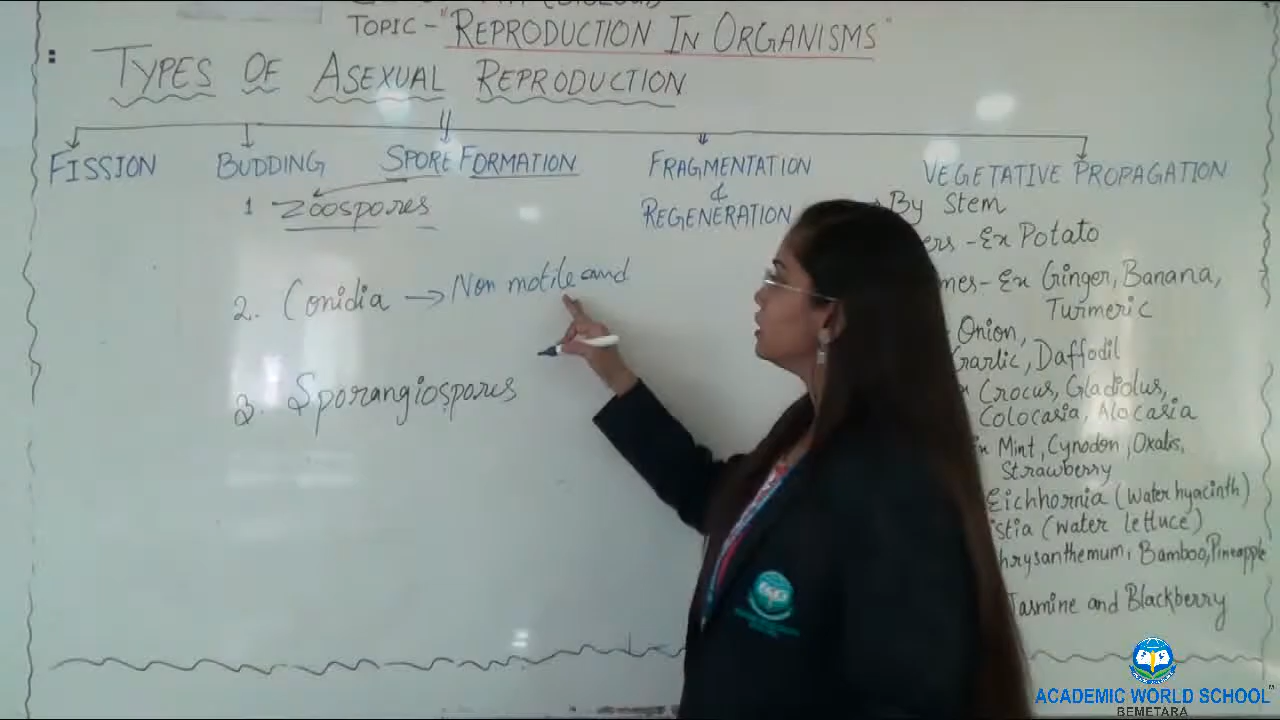 TOPIC - "REPRODUCTION IN ORGANISMS"
TYPES OF ASEXUAL REPRODUCTION
FISSION
BUDDING
SPORE FORMATION
1 Zoospores
2. Conidia → Non motile and
3. Sporangiospores
FRAGMENTATION
&
REGENERATION
VEGETATIVE PROPAGATION
By Stem
- Ex Potato
- Ex Ginger, Banana,
Turmeric
Onion,
Garlic, Daffodil
Crocus, Gladiolus,
Colocasia, Alocasia
Mint, Cynodon, Oxalis,
Strawberry
Eichhornia (water hyacinth)
(water lettuce)
Bamboo, Pineapple
Jasmine and Blackberry
ACADEMIC WORLD SCHOOL
BEMETARA